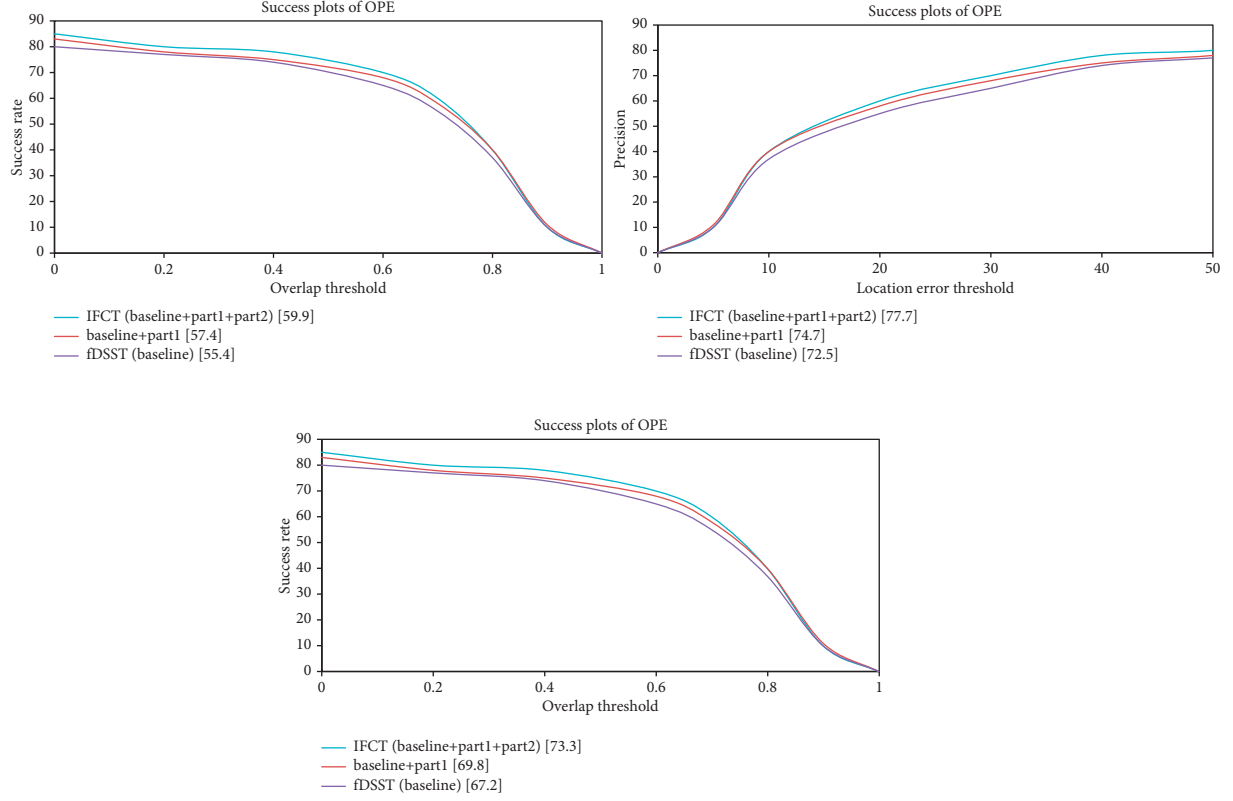 Success plots of OPE
90
80
70
60
50
40
30
20
10
0
Success rate
0 0.2 0.4 0.6 0.8 1
Overlap threshold
IFCT (baseline+part1+part2) [59.9]
baseline+part1 [57.4]
fDSST (baseline) [55.4]
Success plots of OPE
90
80
70
60
50
40
30
20
10
0
Precision
0 10 20 30 40 50
Location error threshold
IFCT (baseline+part1+part2) [77.7]
baseline+part1 [74.7]
fDSST (baseline) [72.5]
Success plots of OPE
90
80
70
60
50
40
30
20
10
0
Success rete
0 0.2 0.4 0.6 0.8 1
Overlap threshold
IFCT (baseline+part1+part2) [73.3]
baseline+part1 [69.8]
fDSST (baseline) [67.2]